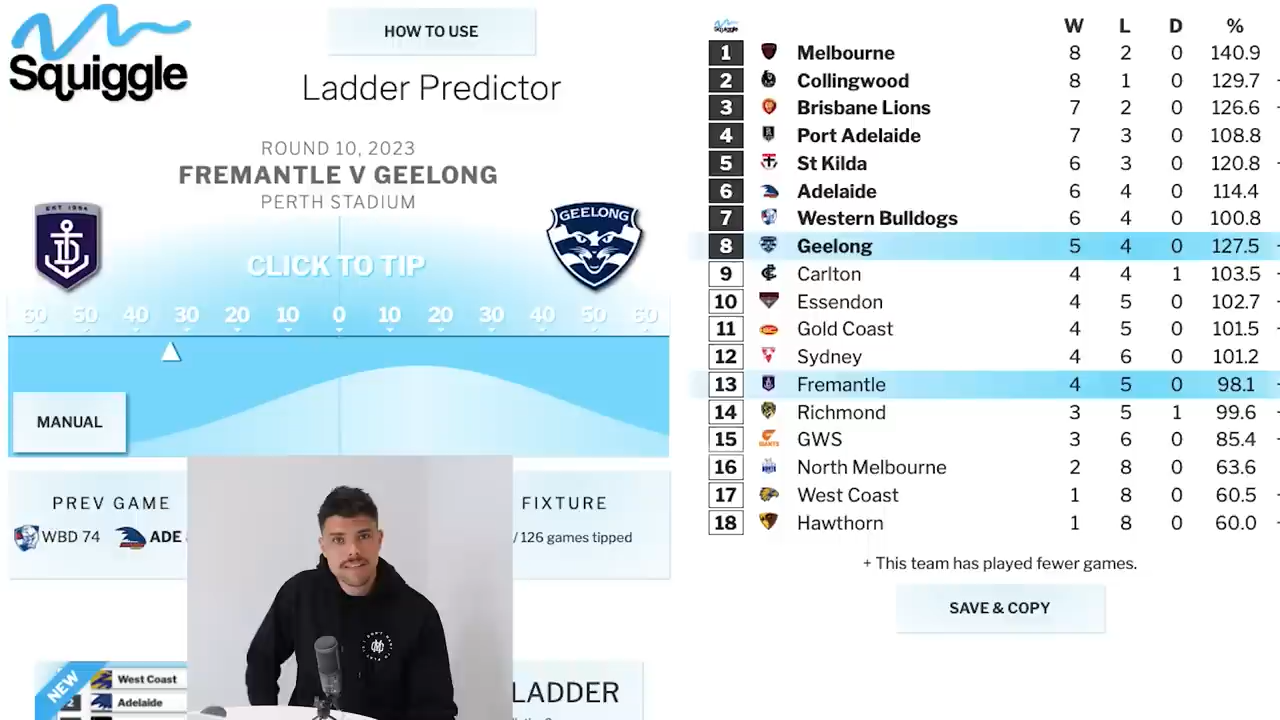 Squiggle
HOW TO USE
Ladder Predictor
ROUND 10, 2023
FREMANTLE V GEELONG
PERTH STADIUM
EST 1994
GEELONG
CLICK TO TIP
60 50 40 30 20 10 0 10 20 30 40 50 60
MANUAL
PREV GAME
WBD 74 ADE
FIXTURE
/ 126 games tipped
NEW
West Coast
2 Adelaide
LADDER
W L D %
1 Melbourne 8 2 0 140.9
2 Collingwood 8 1 0 129.7
3 Brisbane Lions 7 2 0 126.6
4 Port Adelaide 7 3 0 108.8
5 St Kilda 6 3 0 120.8
6 Adelaide 6 4 0 114.4
7 Western Bulldogs 6 4 0 100.8
8 Geelong 5 4 0 127.5
9 Carlton 4 4 1 103.5
10 Essendon 4 5 0 102.7
11 Gold Coast 4 5 0 101.5
12 Sydney 4 6 0 101.2
13 Fremantle 4 5 0 98.1
14 Richmond 3 5 1 99.6
15 GWS 3 6 0 85.4
16 North Melbourne 2 8 0 63.6
17 West Coast 1 8 0 60.5
18 Hawthorn 1 8 0 60.0
+ This team has played fewer games.
SAVE & COPY